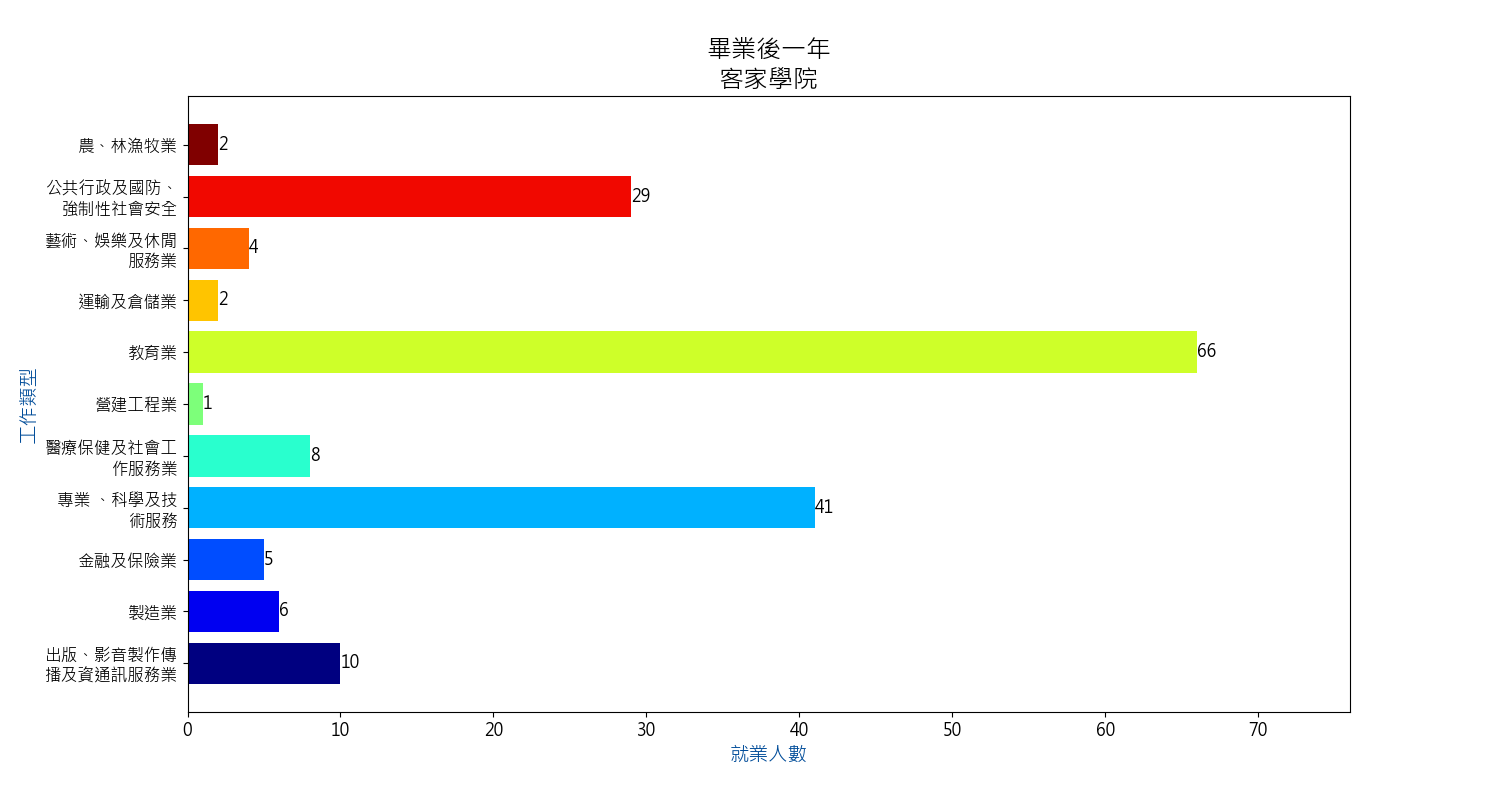 畢業後一年
客家學院
農、林漁牧業
2
公共行政及國防、
強制性社會安全
29
藝術、娛樂及休閒
服務業
4
運輸及倉儲業
2
教育業
66
營建工程業
1
醫療保健及社會工
作服務業
8
專業 、科學及技
術服務
41
金融及保險業
5
製造業
6
出版、影音製作傳
播及資通訊服務業
10
工作類型
0 10 20 30 40 50 60 70
就業人數